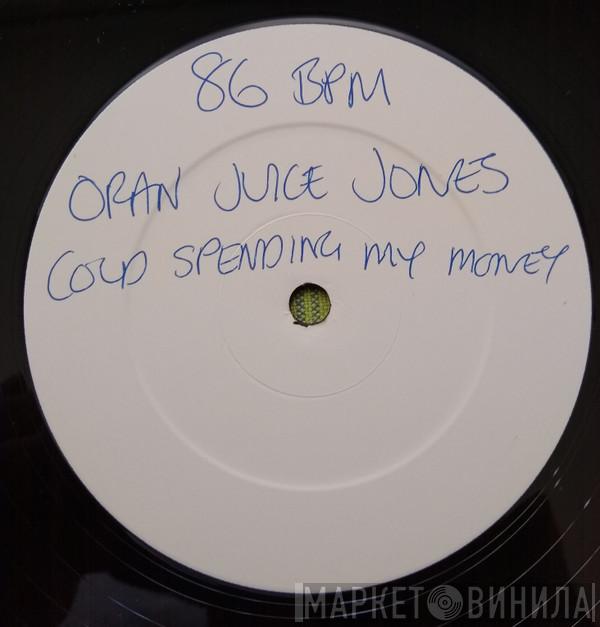 86 BPM
ORAN JUICE JONES
COLD SPENDING MY MONEY
МАРКЕТ ВИНИЛА